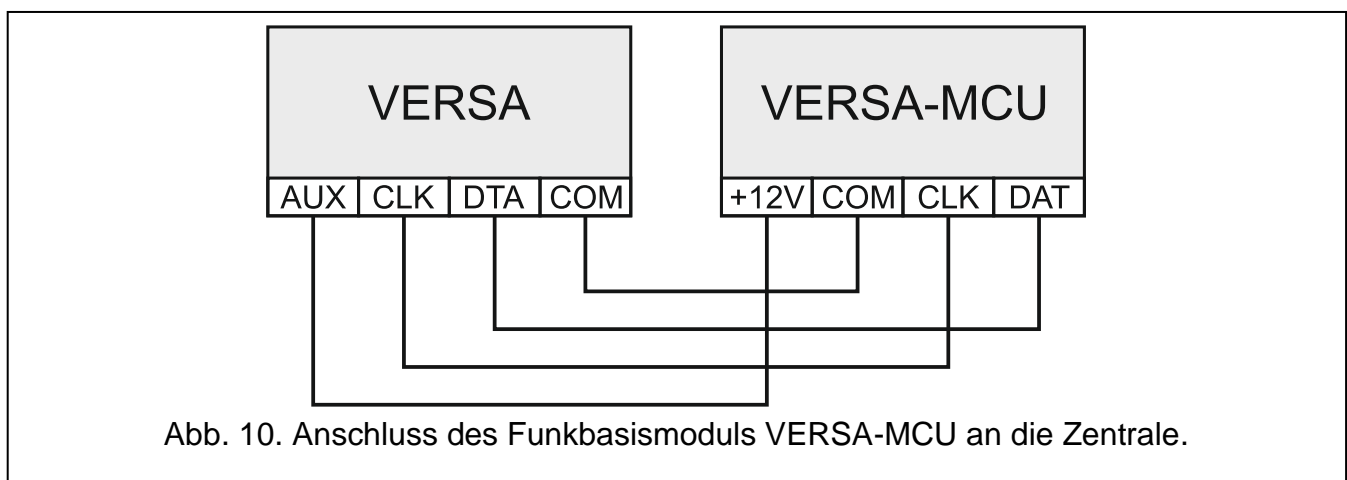 VERSA
VERSA-MCU
AUX CLK DTA COM
+12V COM CLK DAT
Abb. 10. Anschluss des Funkbasismoduls VERSA-MCU an die Zentrale.